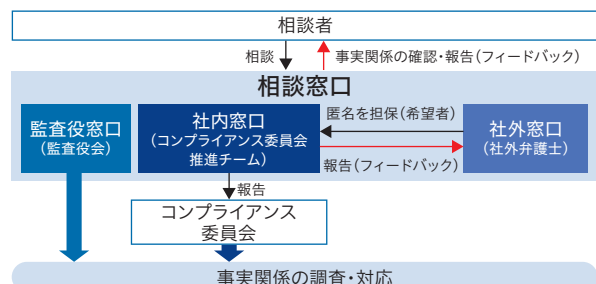 相談者
相談
事実関係の確認・報告(フィードバック)
相談窓口
監査役窓口
(監査役会)
社内窓口
(コンプライアンス委員会
推進チーム)
匿名を担保(希望者)
報告(フィードバック)
社外窓口
(社外弁護士)
報告
コンプライアンス
委員会
事実関係の調査・対応